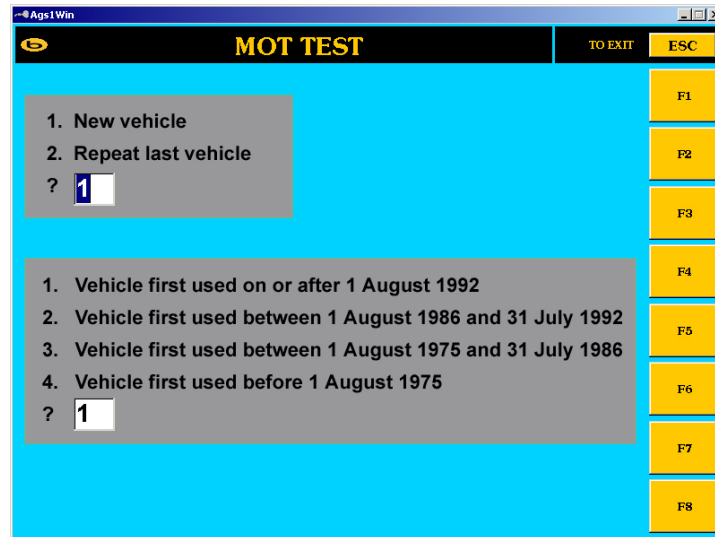 Ags1Win
b MOT TEST TO EXIT ESC
F1
1. New vehicle
2. Repeat last vehicle
? 1
F2
F3
F4
1. Vehicle first used on or after 1 August 1992
2. Vehicle first used between 1 August 1986 and 31 July 1992
3. Vehicle first used between 1 August 1975 and 31 July 1986
4. Vehicle first used before 1 August 1975
? 1
F5
F6
F7
F8